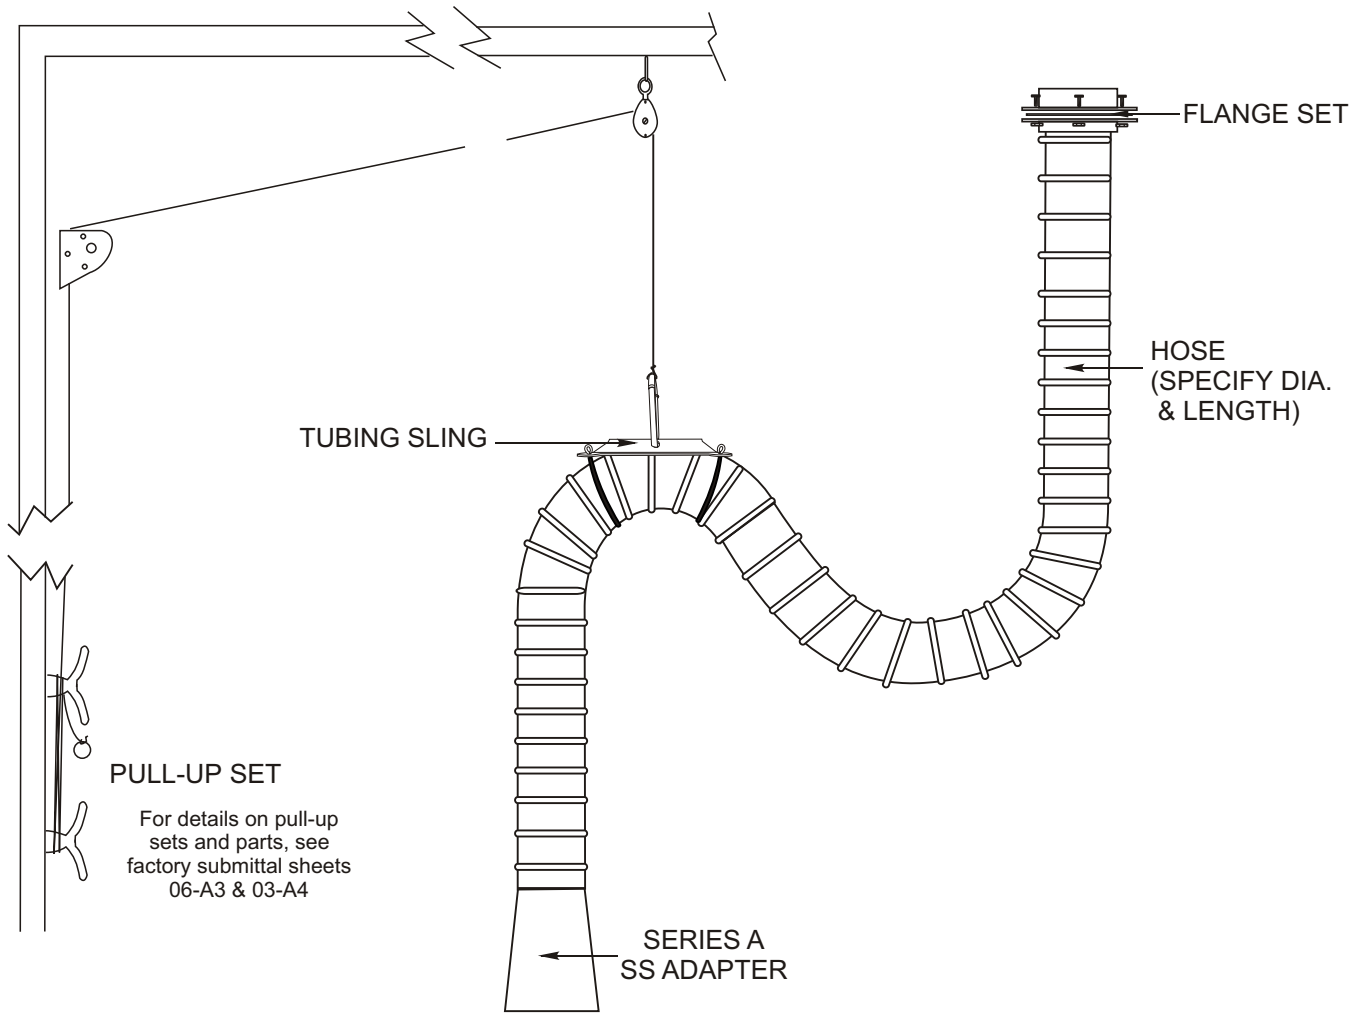 FLANGE SET
HOSE
(SPECIFY DIA.
& LENGTH)
TUBING SLING
PULL-UP SET
For details on pull-up
sets and parts, see
factory submittal sheets
06-A3 & 03-A4
SERIES A
SS ADAPTER